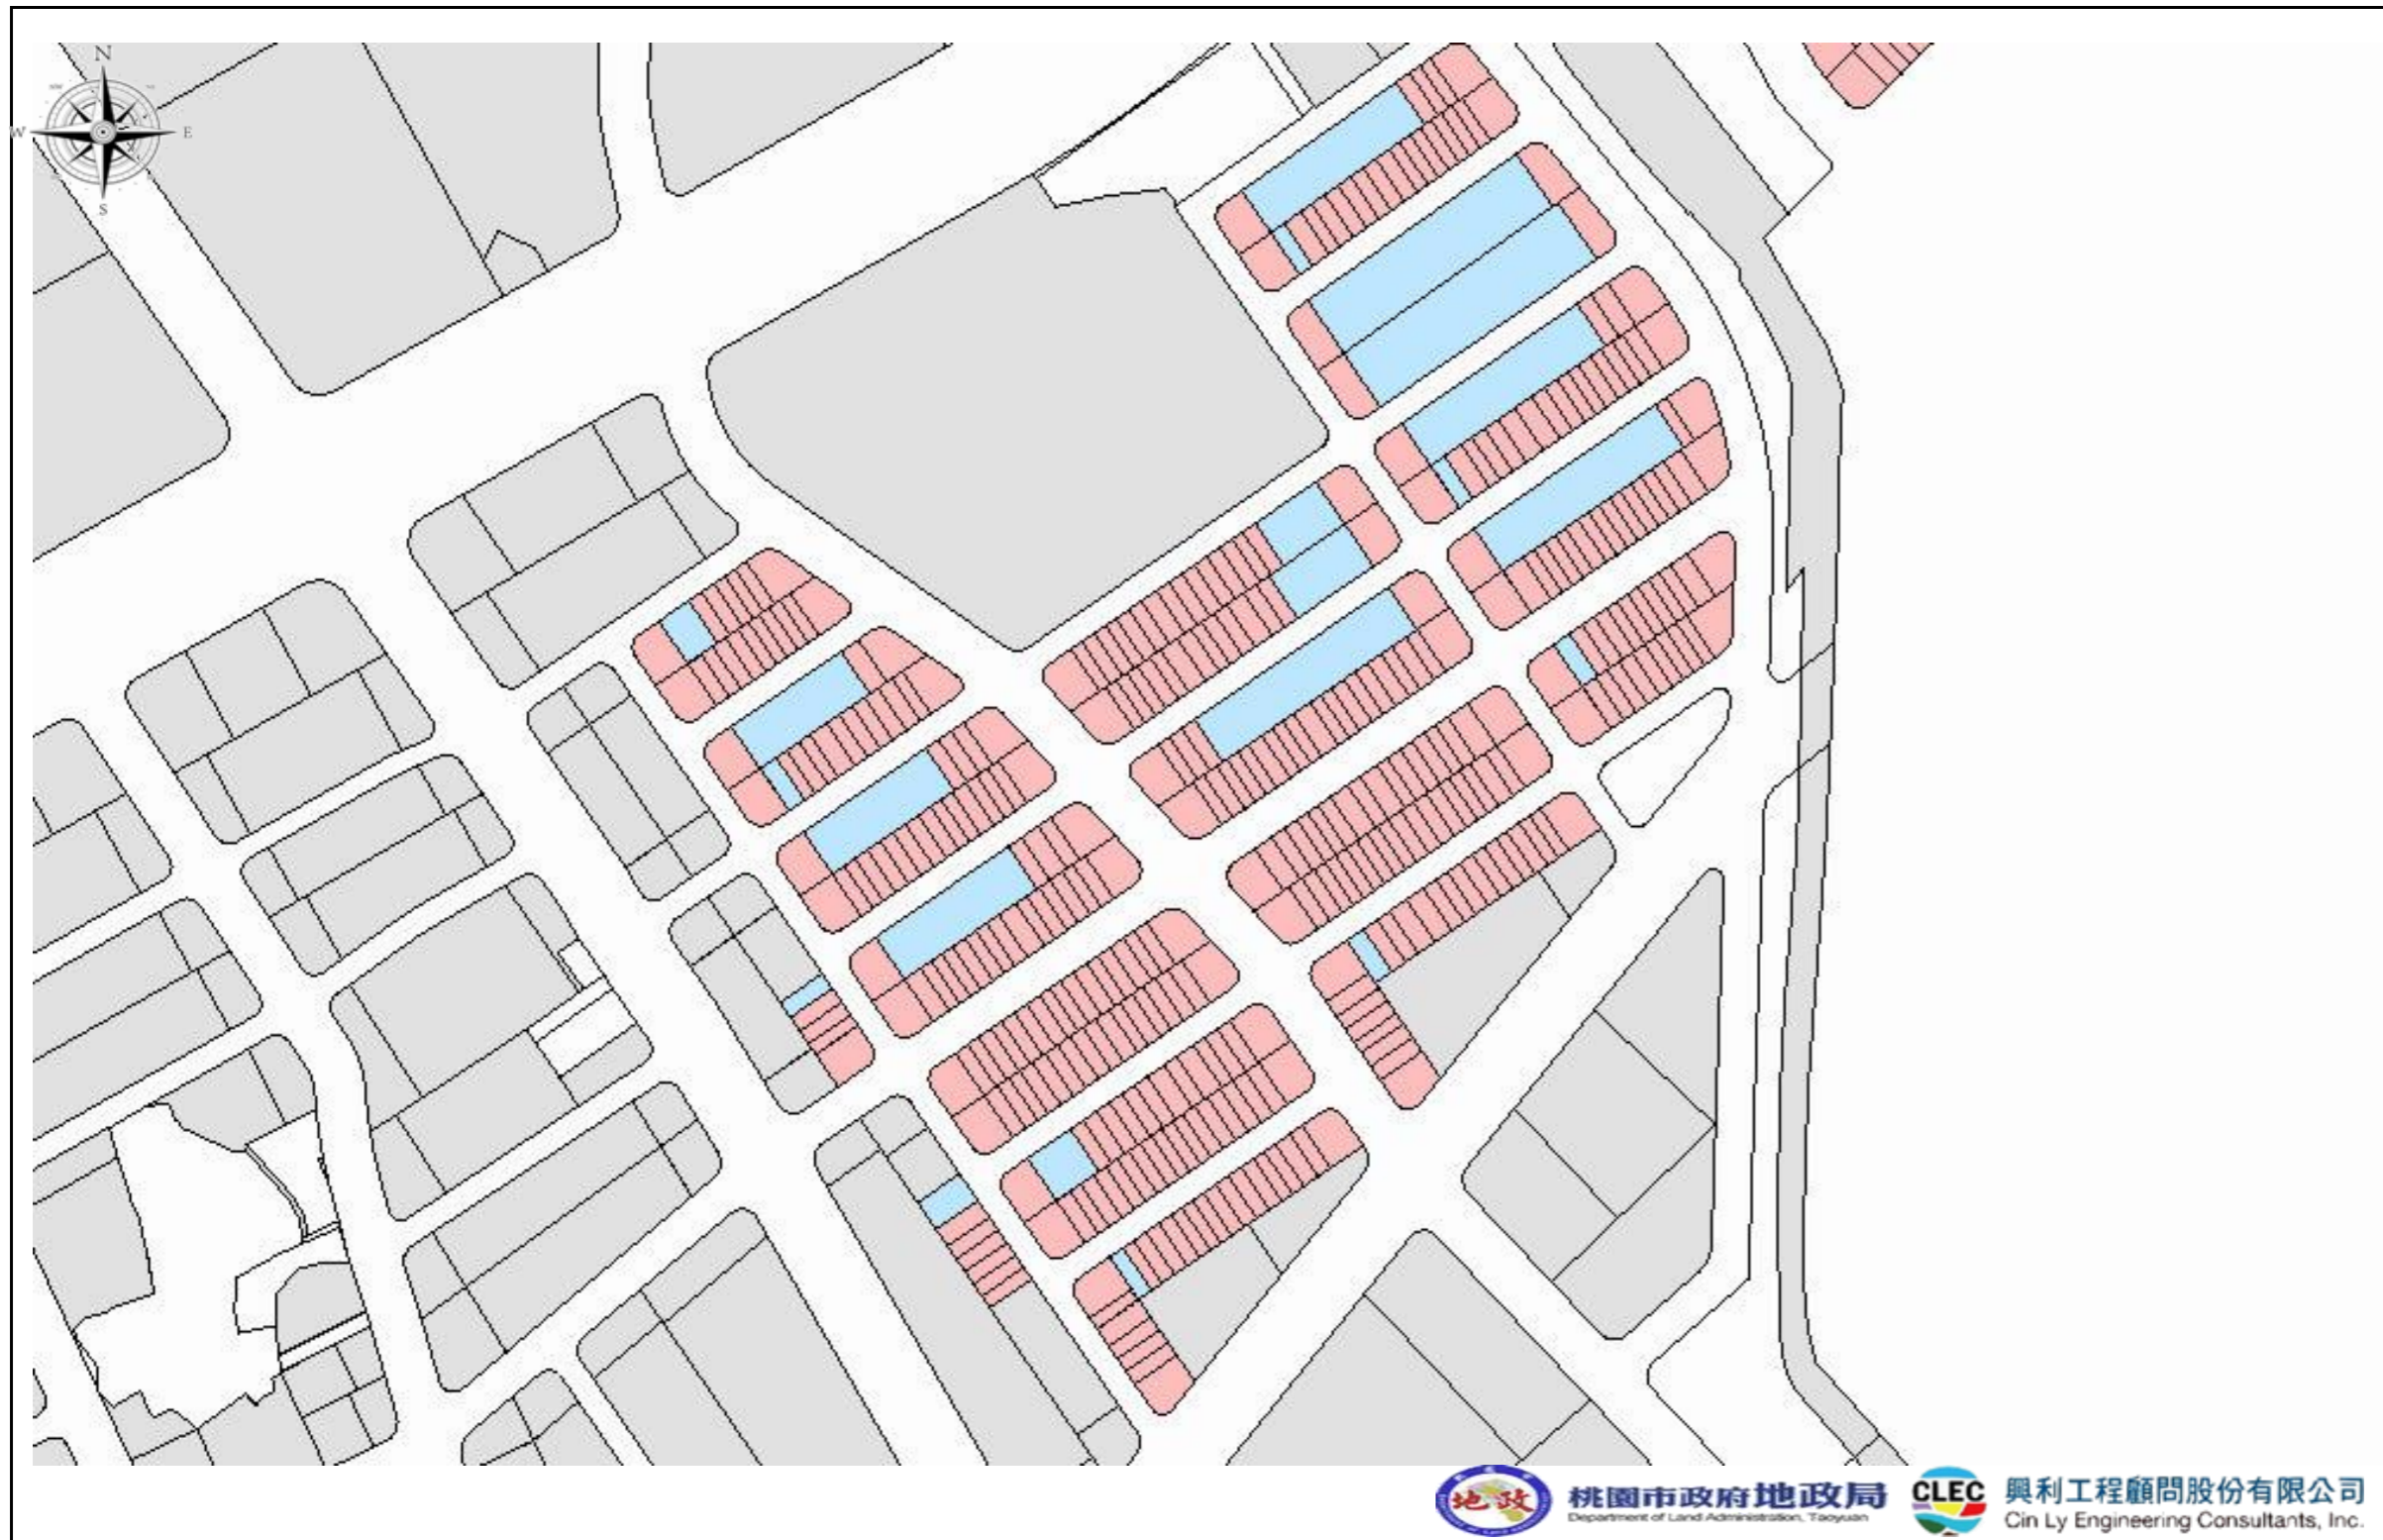 N
W
E
S
地政
桃園市政府地政局
Department of Land Administration, Taoyuan
CLEC
興利工程顧問股份有限公司
Cin Ly Engineering Consultants, Inc.